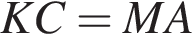 KC = MA